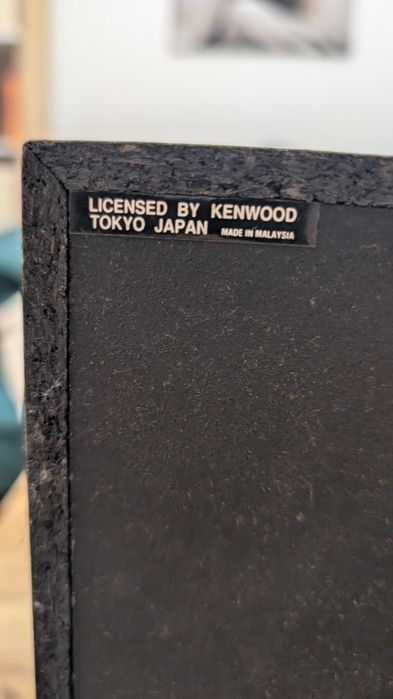 LICENSED BY KENWOOD
TOKYO JAPAN MADE IN MALAYSIA